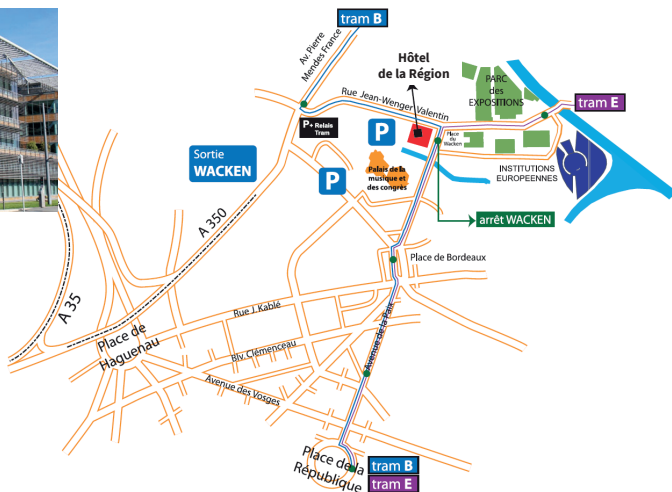 tram B
Av. Pierre
Mendes France
Hôtel
de la Région
Rue Jean-Wenger Valentin
PARC
des
EXPOSITIONS
tram E
P+ Relais
Tram
P
Place
du
Wacken
Sortie
WACKEN
P
Palais de la
musique et
des congrès
INSTITUTIONS
EUROPEENNES
arrêt WACKEN
A 350
Place de Bordeaux
A 35
Rue J. Kablé
Place de
Haguenau
Blv. Clémenceau
Avenue de la Paix
Avenue des Vosges
Place de la
République
tram B
tram E